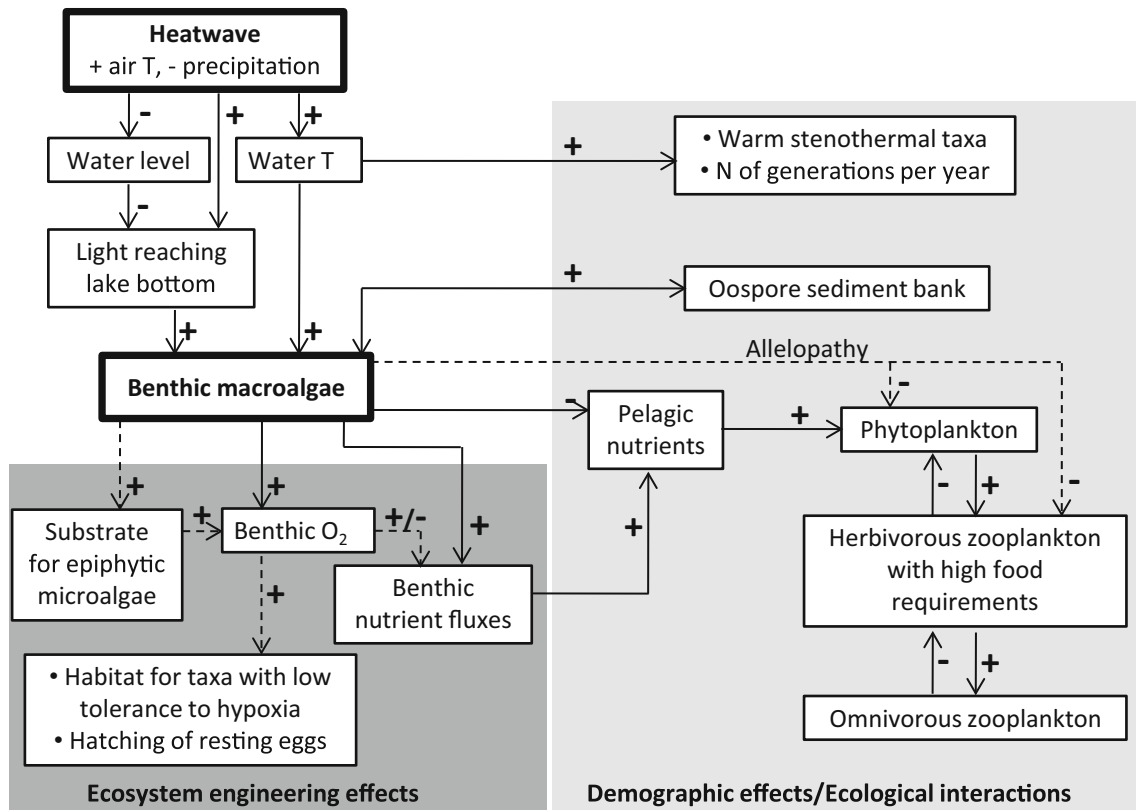 Heatwave
+ air T, - precipitation
-
+
+
Water level
Water T
+
• Warm stenothermal taxa
• N of generations per year
-
Light reaching
lake bottom
+
Oospore sediment bank
+
+
Allelopathy
Benthic macroalgae
-
-
Pelagic
nutrients
+
Phytoplankton
-
+
-
+
+
Substrate
for epiphytic
microalgae
+
Benthic O₂
+/-
+
+
Herbivorous zooplankton
with high food
requirements
+
Benthic
nutrient fluxes
-
+
• Habitat for taxa with low
tolerance to hypoxia
• Hatching of resting eggs
Omnivorous zooplankton
Ecosystem engineering effects
Demographic effects/Ecological interactions